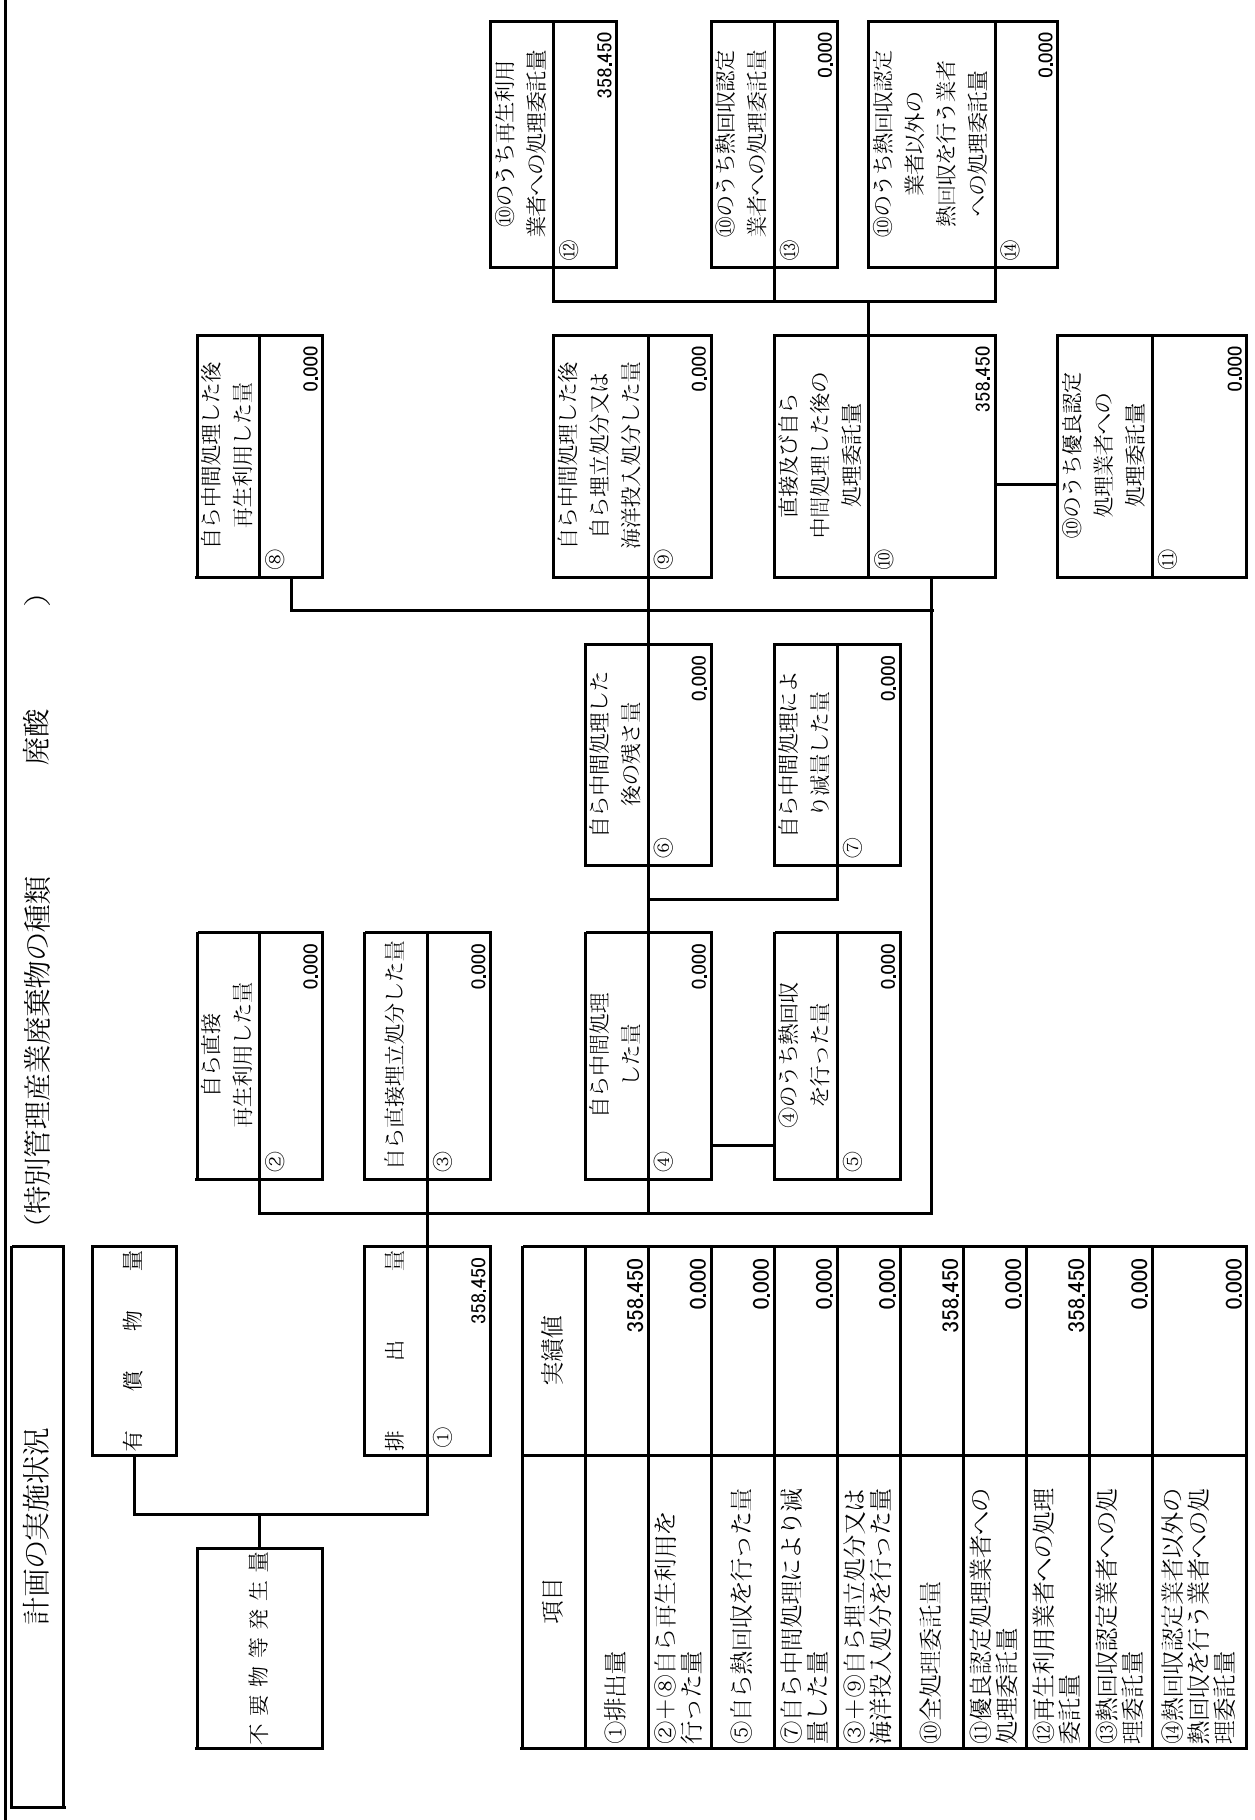 計画の実施状況
（特別管理産業廃棄物の種類　廃酸　）
不要物等発生量
有償物量
排出量
①
358.450
自ら直接
再生利用した量
②
0.000
自ら直接埋立処分した量
③
0.000
自ら中間処理
した量
④
0.000
④のうち熱回収
を行った量
⑤
0.000
自ら中間処理した
後の残さ量
⑥
0.000
自ら中間処理によ
り減量した量
⑦
0.000
自ら中間処理した後
再生利用した量
⑧
0.000
自ら中間処理した後
自ら埋立処分又は
海洋投入処分した量
⑨
0.000
直接及び自ら
中間処理した後の
処理委託量
⑩
358.450
⑩のうち優良認定
処理業者への
処理委託量
⑪
0.000
⑩のうち再生利用
業者への処理委託量
⑫
358.450
⑩のうち熱回収認定
業者への処理委託量
⑬
0.000
⑩のうち熱回収認定
業者以外の
熱回収を行う業者
への処理委託量
⑭
0.000
項目 実績値
①排出量 358.450
②＋⑧自ら再生利用を
行った量 0.000
⑤自ら熱回収を行った量 0.000
⑦自ら中間処理により減
量した量 0.000
③＋⑨自ら埋立処分又は
海洋投入処分を行った量 0.000
⑩全処理委託量 358.450
⑪優良認定処理業者への
処理委託量 0.000
⑫再生利用業者への処理
委託量 358.450
⑬熱回収認定業者への処
理委託量 0.000
⑭熱回収認定業者以外の
熱回収を行う業者への処
理委託量 0.000